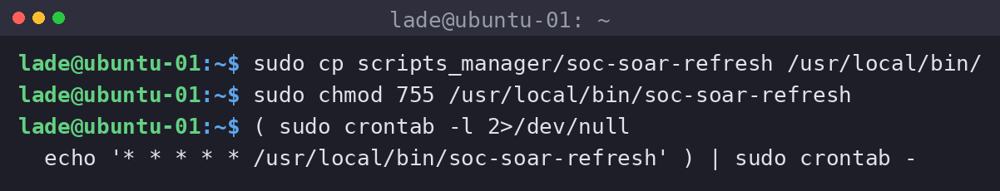 lade@ubuntu-01: ~
lade@ubuntu-01:~$ sudo cp scripts_manager/soc-soar-refresh /usr/local/bin/
lade@ubuntu-01:~$ sudo chmod 755 /usr/local/bin/soc-soar-refresh
lade@ubuntu-01:~$ ( sudo crontab -l 2>/dev/null
  echo '* * * * * /usr/local/bin/soc-soar-refresh' ) | sudo crontab -